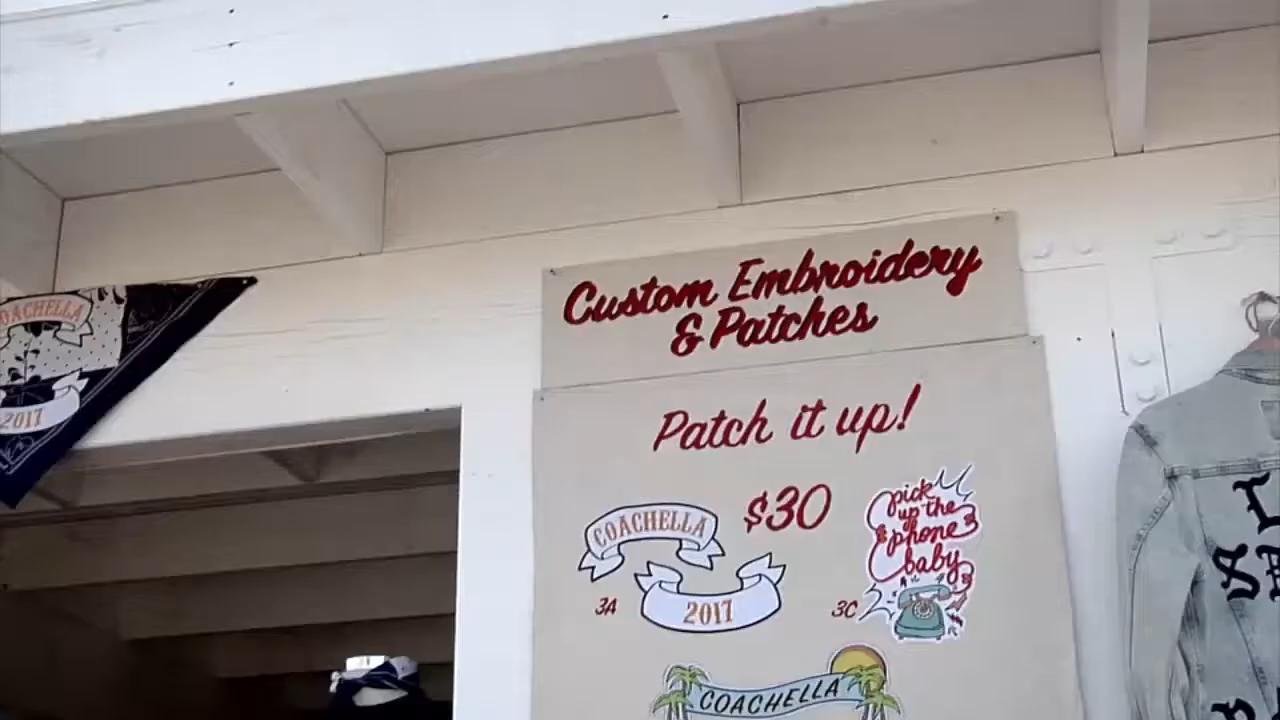 Custom Embroidery
& Patches
Patch it up!
$30
COACHELLA
2017
3A
pick
up the
phone
baby
3C
COACHELLA
COACHELLA
2017